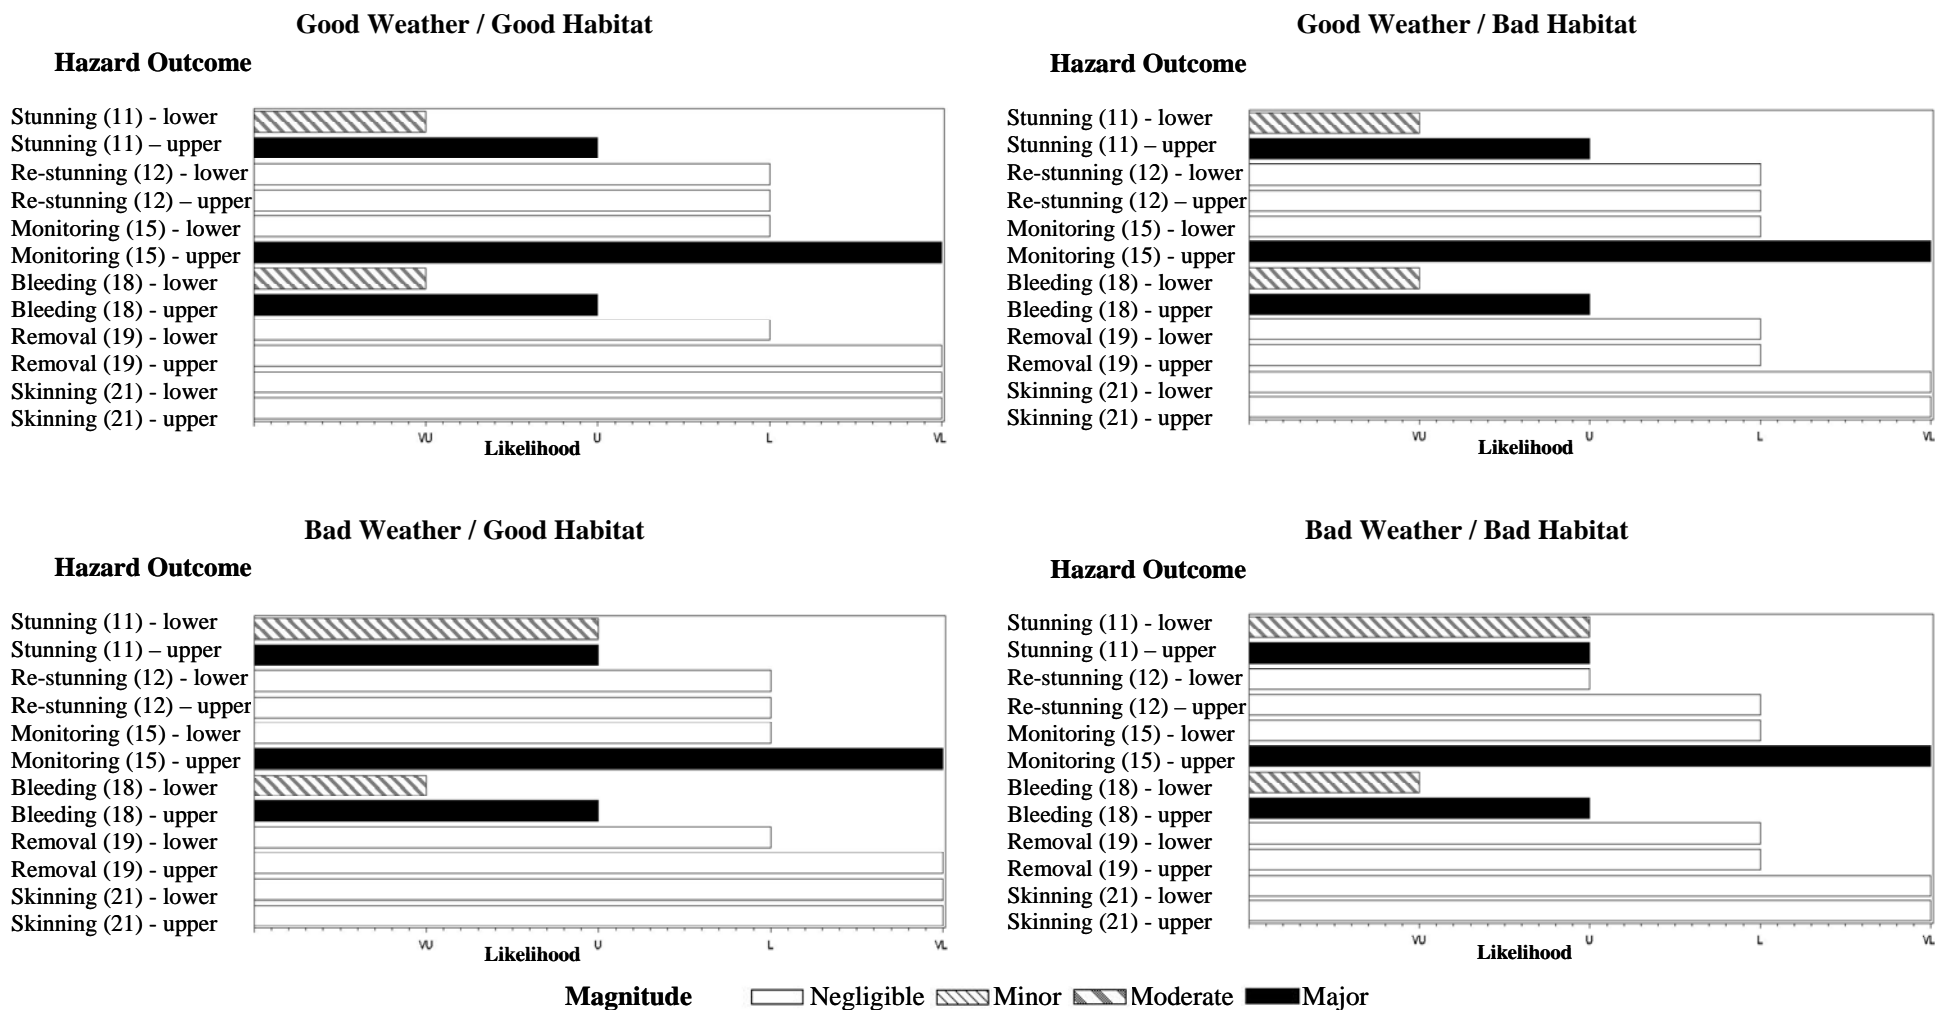 Good Weather / Good Habitat
Hazard Outcome
Stunning (11) - lower
Stunning (11) – upper
Re-stunning (12) - lower
Re-stunning (12) – upper
Monitoring (15) - lower
Monitoring (15) - upper
Bleeding (18) - lower
Bleeding (18) - upper
Removal (19) - lower
Removal (19) - upper
Skinning (21) - lower
Skinning (21) - upper
VU U L VL
Likelihood
Good Weather / Bad Habitat
Hazard Outcome
Stunning (11) - lower
Stunning (11) – upper
Re-stunning (12) - lower
Re-stunning (12) – upper
Monitoring (15) - lower
Monitoring (15) - upper
Bleeding (18) - lower
Bleeding (18) - upper
Removal (19) - lower
Removal (19) - upper
Skinning (21) - lower
Skinning (21) - upper
VU U L VL
Likelihood
Bad Weather / Good Habitat
Hazard Outcome
Stunning (11) - lower
Stunning (11) – upper
Re-stunning (12) - lower
Re-stunning (12) – upper
Monitoring (15) - lower
Monitoring (15) - upper
Bleeding (18) - lower
Bleeding (18) - upper
Removal (19) - lower
Removal (19) - upper
Skinning (21) - lower
Skinning (21) - upper
VU U L VL
Likelihood
Bad Weather / Bad Habitat
Hazard Outcome
Stunning (11) - lower
Stunning (11) – upper
Re-stunning (12) - lower
Re-stunning (12) – upper
Monitoring (15) - lower
Monitoring (15) - upper
Bleeding (18) - lower
Bleeding (18) - upper
Removal (19) - lower
Removal (19) - upper
Skinning (21) - lower
Skinning (21) - upper
VU U L VL
Likelihood
Magnitude Negligible Minor Moderate Major